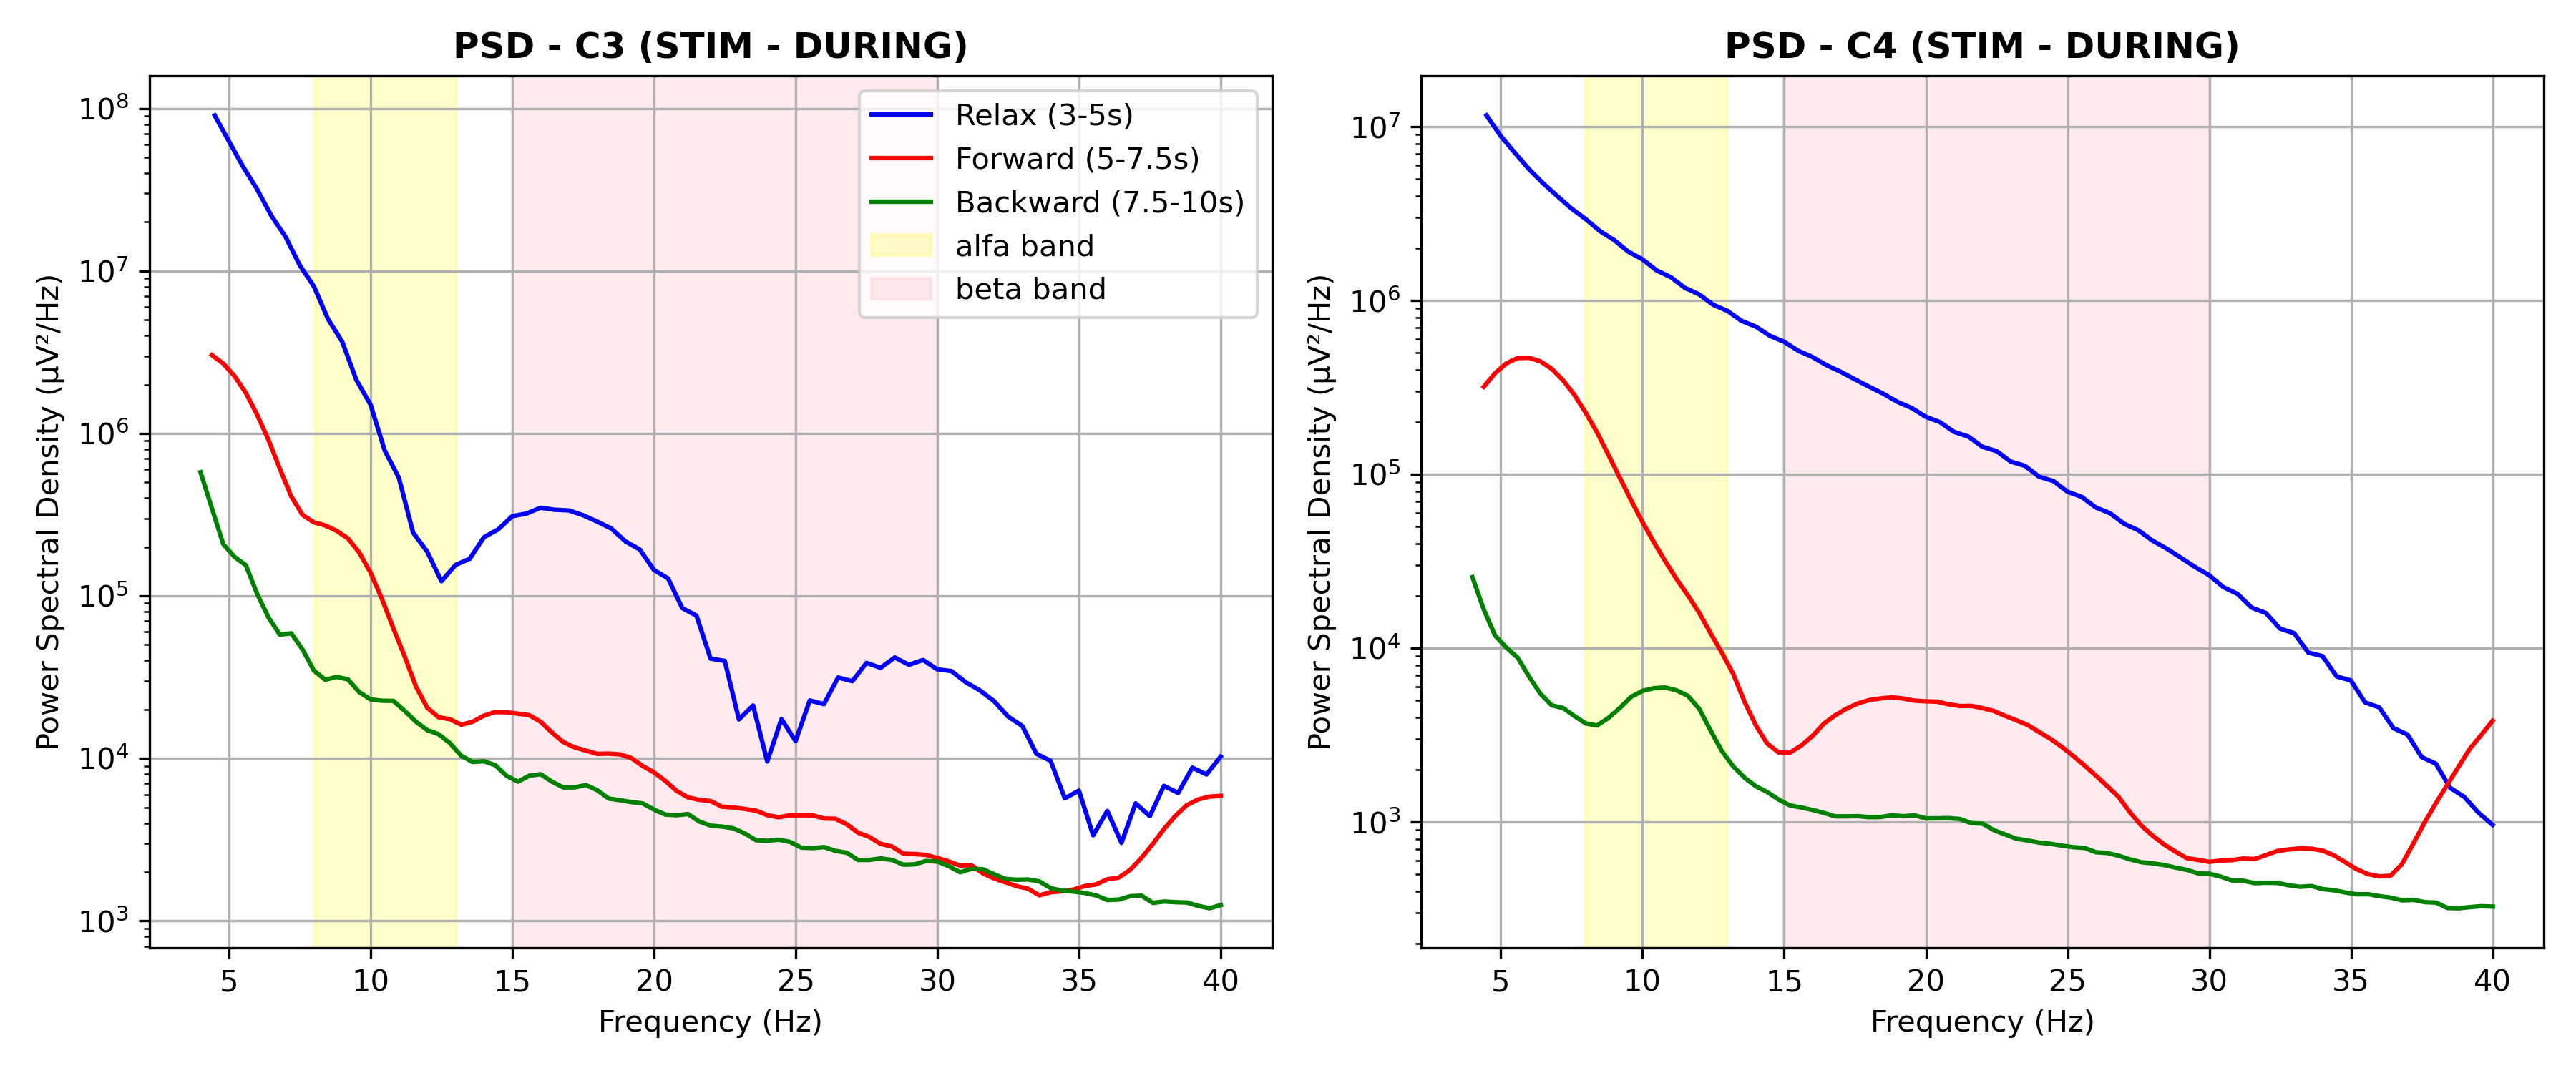 PSD - C3 (STIM - DURING)
Power Spectral Density (µV²/Hz)
10⁸
10⁷
10⁶
10⁵
10⁴
10³
5 10 15 20 25 30 35 40
Frequency (Hz)
Relax (3-5s)
Forward (5-7.5s)
Backward (7.5-10s)
alfa band
beta band
PSD - C4 (STIM - DURING)
Power Spectral Density (µV²/Hz)
10⁷
10⁶
10⁵
10⁴
10³
5 10 15 20 25 30 35 40
Frequency (Hz)